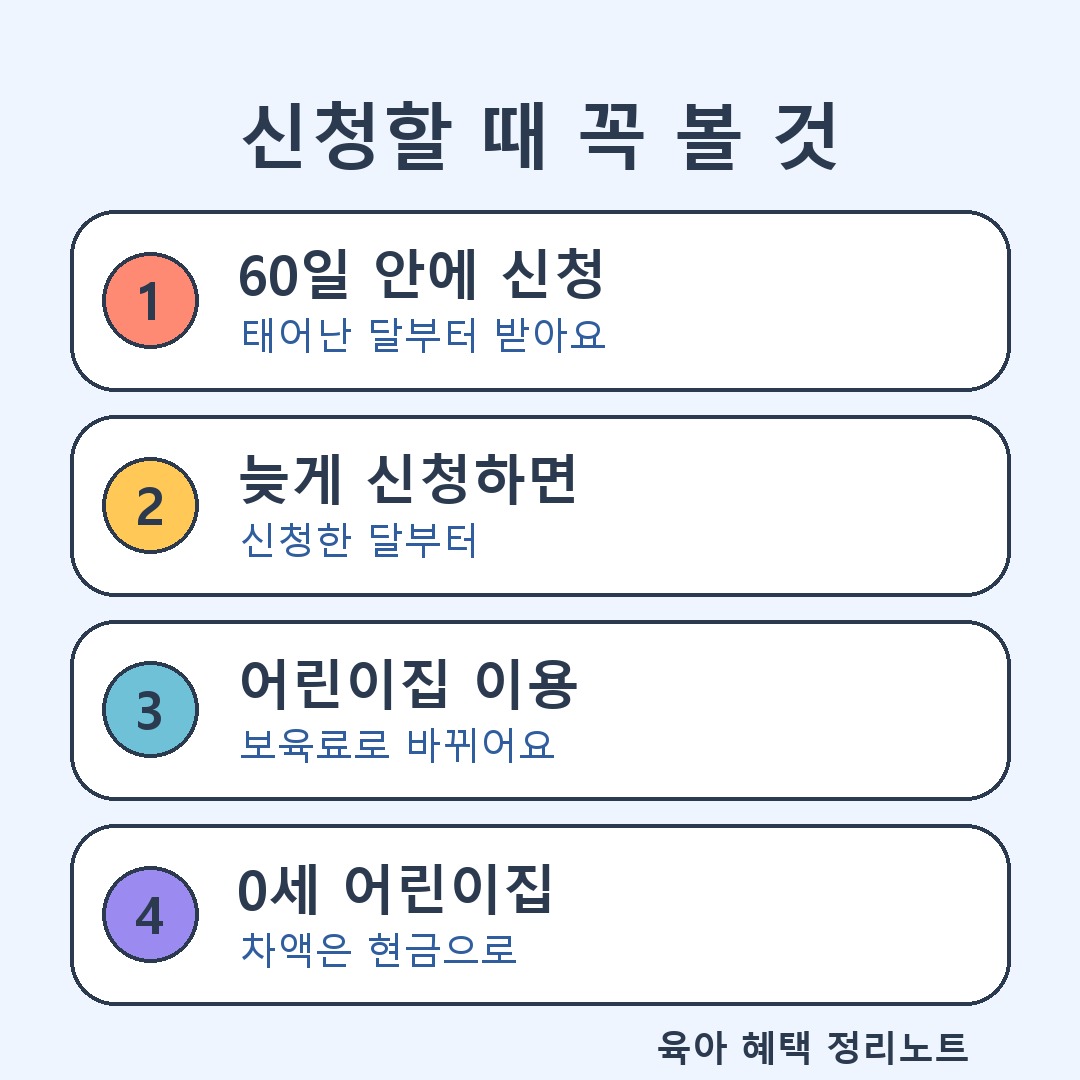 신청할 때 꼭 볼 것
1
60일 안에 신청
태어난 달부터 받아요
2
늦게 신청하면
신청한 달부터
3
어린이집 이용
보육료로 바뀌어요
4
0세 어린이집
차액은 현금으로
육아 혜택 정리노트